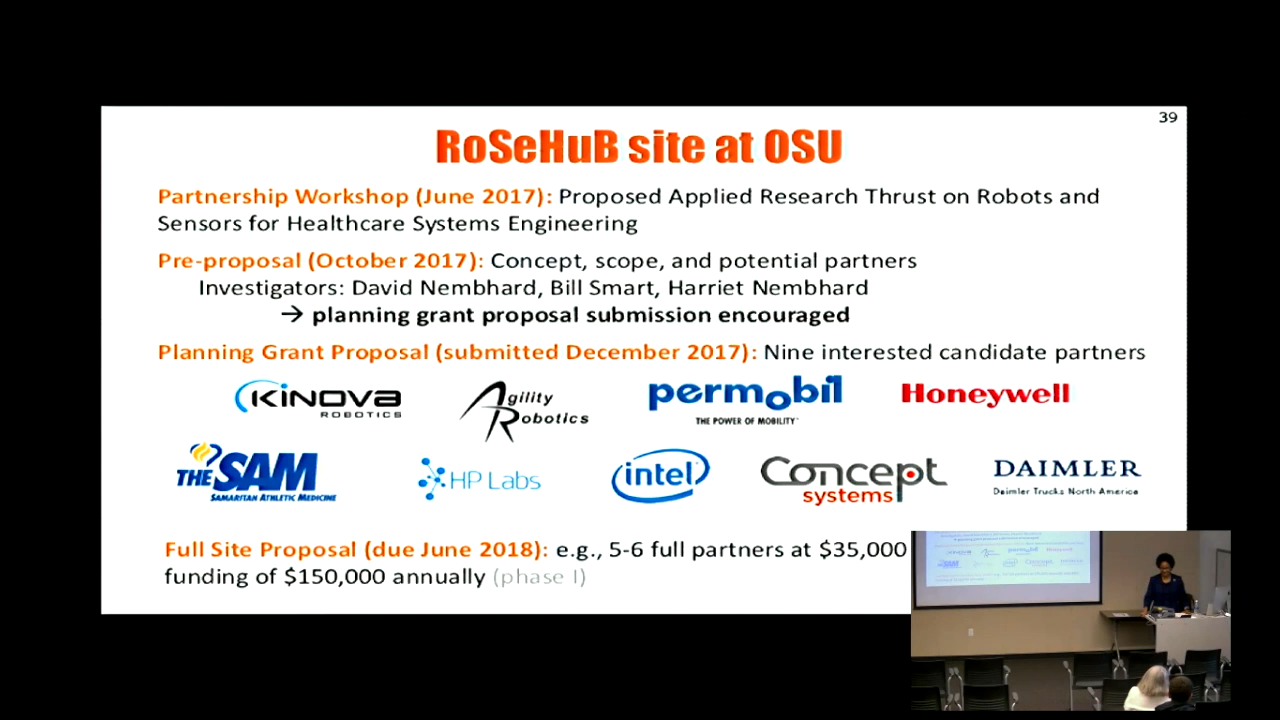 39
RoSeHuB site at OSU
Partnership Workshop (June 2017): Proposed Applied Research Thrust on Robots and
Sensors for Healthcare Systems Engineering
Pre-proposal (October 2017): Concept, scope, and potential partners
Investigators: David Nembhard, Bill Smart, Harriet Nembhard
→ planning grant proposal submission encouraged
Planning Grant Proposal (submitted December 2017): Nine interested candidate partners
KINOVA
ROBOTICS
Agility
Robotics
permobil
THE POWER OF MOBILITY™
Honeywell
THE SAM
SAMARITAN ATHLETIC MEDICINE
HP LABS
intel
Concept
systems
DAIMLER
Daimler Trucks North America
Full Site Proposal (due June 2018): e.g., 5-6 full partners at $35,000
funding of $150,000 annually (phase I)